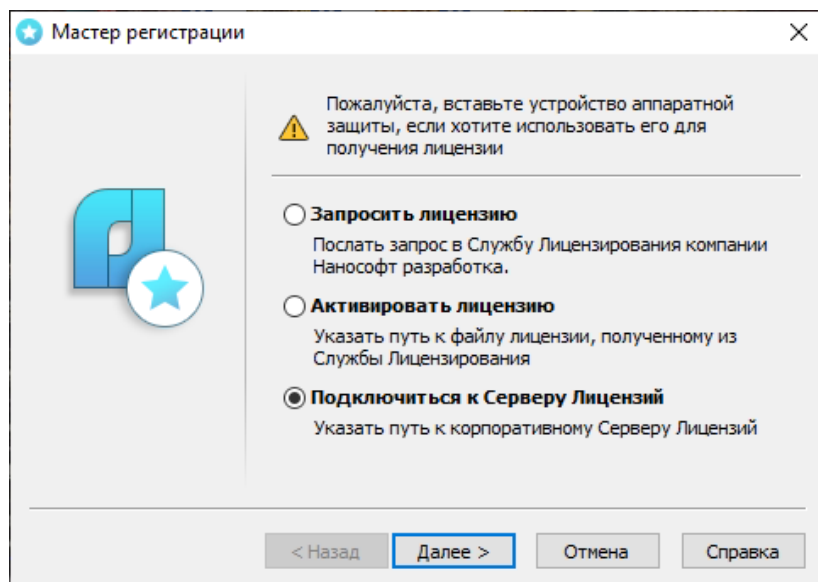 Мастер регистрации
Пожалуйста, вставьте устройство аппаратной
защиты, если хотите использовать его для
получения лицензии
Запросить лицензию
Послать запрос в Службу Лицензирования компании
Нанософт разработка.
Активировать лицензию
Указать путь к файлу лицензии, полученному из
Службы Лицензирования
Подключиться к Серверу Лицензий
Указать путь к корпоративному Серверу Лицензий
< Назад
Далее >
Отмена
Справка